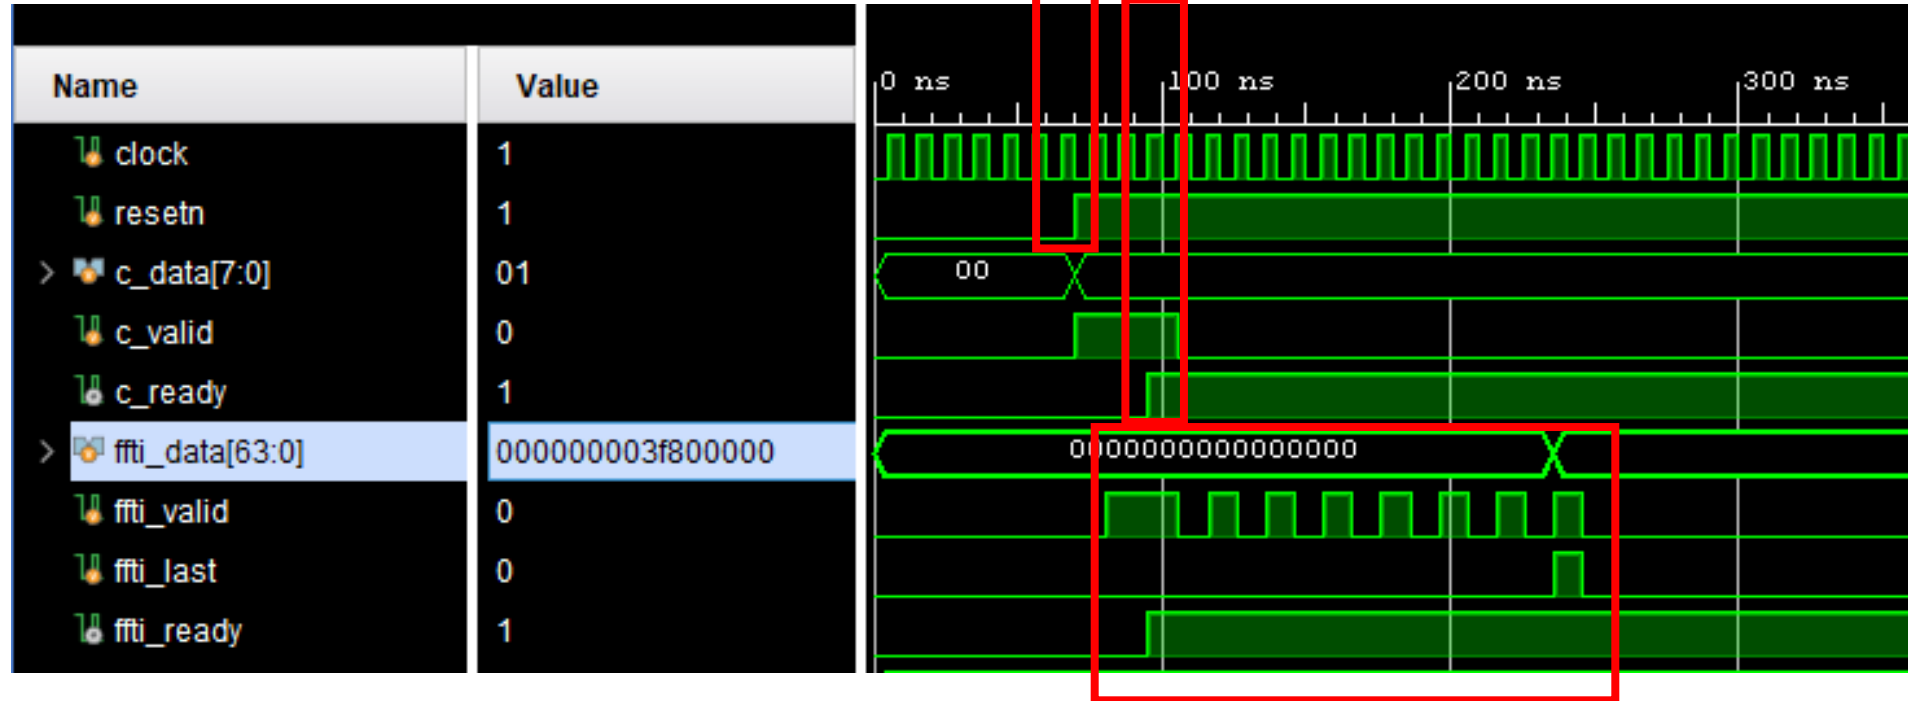 Name Value 0 ns 100 ns 200 ns 300 ns
clock 1
resetn 1
c_data[7:0] 01 00
c_valid 0
c_ready 1
ffti_data[63:0] 000000003f800000 0000000000000000
ffti_valid 0
ffti_last 0
ffti_ready 1